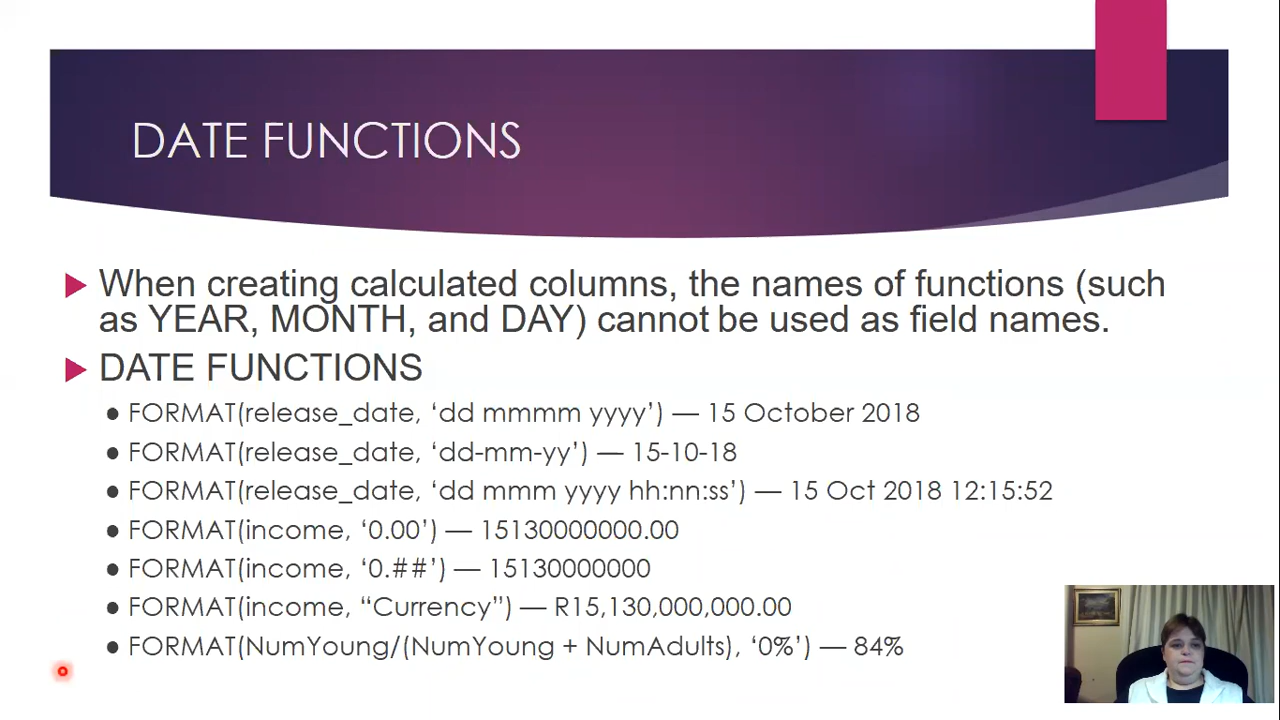 DATE FUNCTIONS
When creating calculated columns, the names of functions (such
as YEAR, MONTH, and DAY) cannot be used as field names.
DATE FUNCTIONS
● FORMAT(release_date, ‘dd mmmm yyyy’) — 15 October 2018
● FORMAT(release_date, ‘dd-mm-yy’) — 15-10-18
● FORMAT(release_date, ‘dd mmm yyyy hh:nn:ss’) — 15 Oct 2018 12:15:52
● FORMAT(income, ‘0.00’) — 15130000000.00
● FORMAT(income, ‘0.##’) — 15130000000
● FORMAT(income, “Currency”) — R15,130,000,000.00
● FORMAT(NumYoung/(NumYoung + NumAdults), ‘0%’) — 84%